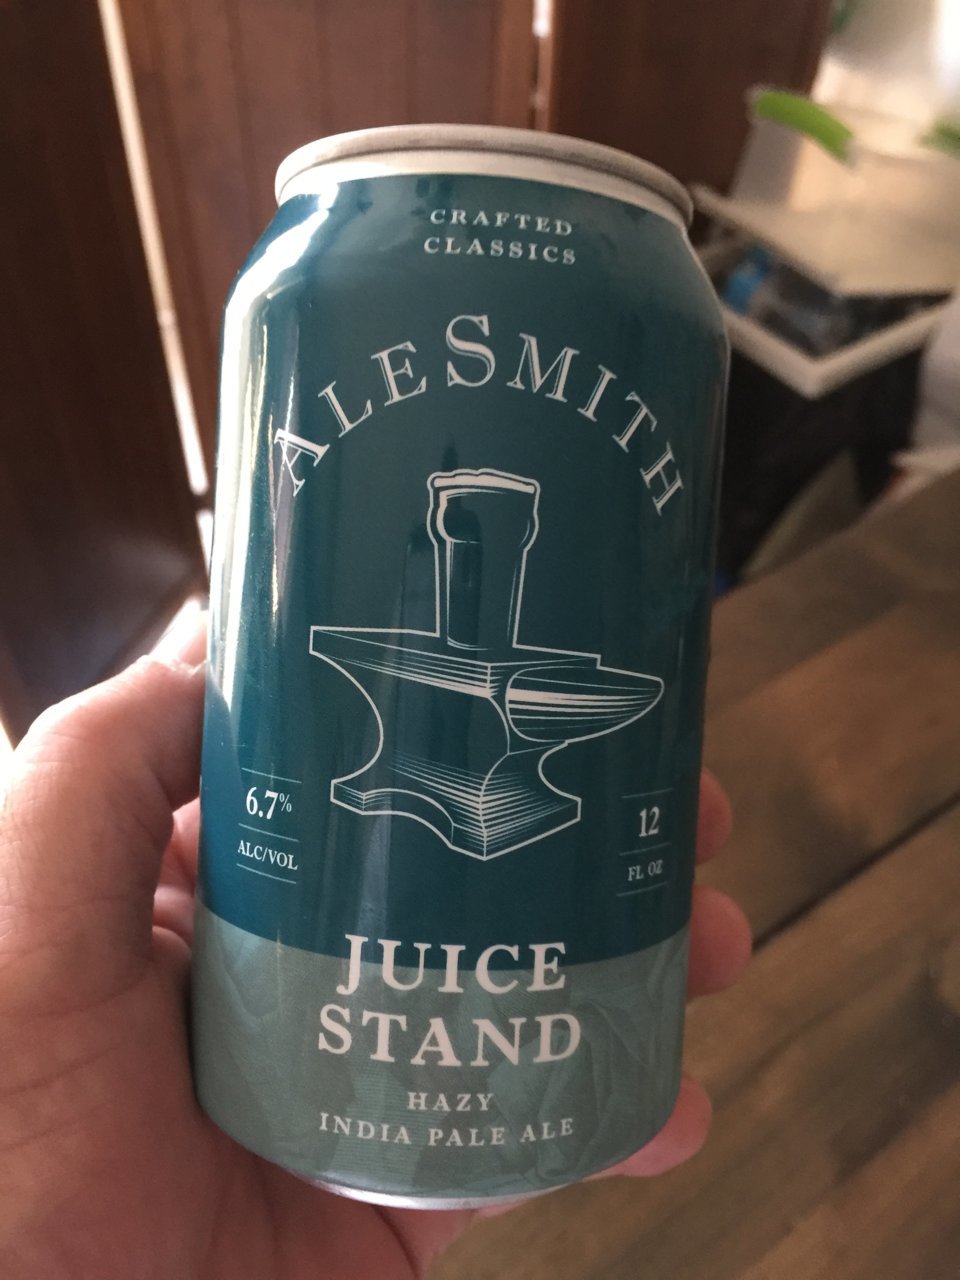 CRAFTED
CLASSICS
ALESMITH
6.7%
ALC/VOL
12
FL OZ
JUICE
STAND
HAZY
INDIA PALE ALE